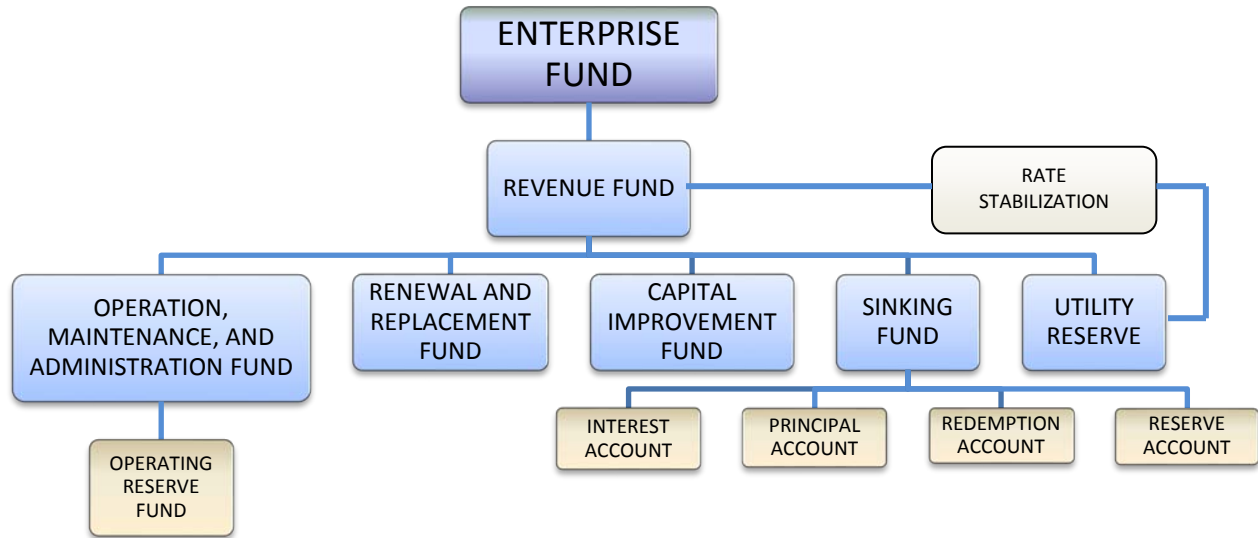 ENTERPRISE
FUND
REVENUE FUND
RATE
STABILIZATION
OPERATION,
MAINTENANCE, AND
ADMINISTRATION FUND
RENEWAL AND
REPLACEMENT
FUND
CAPITAL
IMPROVEMENT
FUND
SINKING
FUND
UTILITY
RESERVE
OPERATING
RESERVE
FUND
INTEREST
ACCOUNT
PRINCIPAL
ACCOUNT
REDEMPTION
ACCOUNT
RESERVE
ACCOUNT